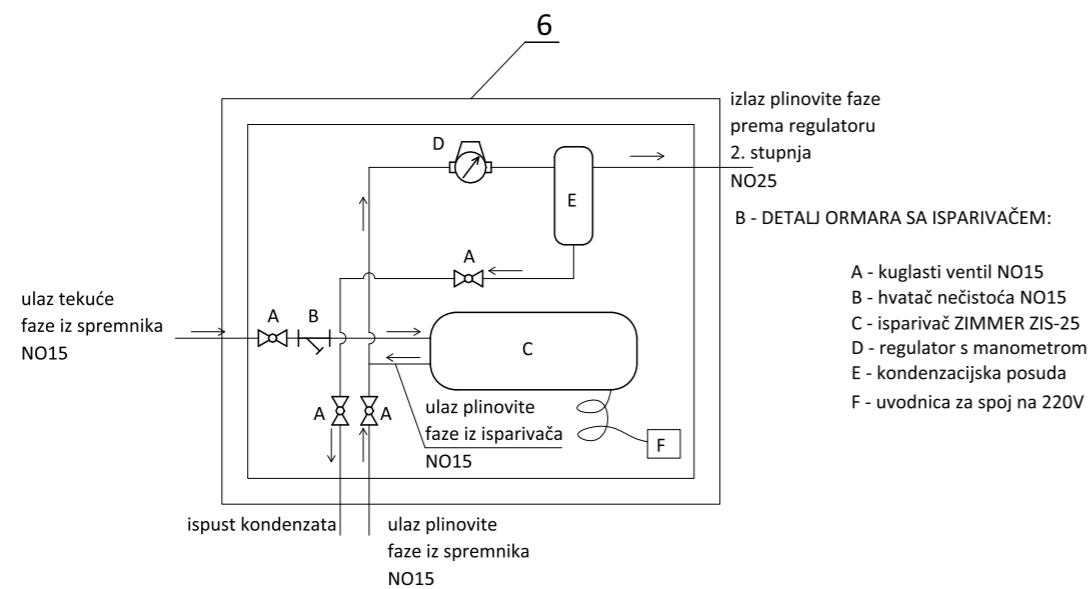 6
izlaz plinovite faze
prema regulatoru
2. stupnja
NO25
D
E
A
B - DETALJ ORMARA SA ISPARIVAČEM:
A - kuglasti ventil NO15
B - hvatač nečistoća NO15
C - isparivač ZIMMER ZIS-25
D - regulator s manometrom
E - kondenzacijska posuda
F - uvodnica za spoj na 220V
ulaz tekuće
faze iz spremnika
NO15
A
B
C
A
A
ulaz plinovite
faze iz isparivača
NO15
F
ispust kondenzata
ulaz plinovite
faze iz spremnika
NO15